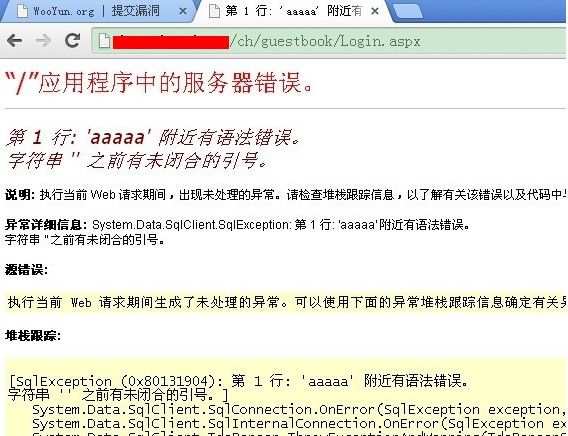 WooYun.org | 提交漏洞
第 1 行: 'aaaaa' 附近有
/ch/guestbook/Login.aspx
“/”应用程序中的服务器错误。
第 1 行: 'aaaaa' 附近有语法错误。
字符串 '' 之前有未闭合的引号。
说明: 执行当前 Web 请求期间，出现未处理的异常。请检查堆栈跟踪信息，以了解有关该错误以及代码中
异常详细信息: System.Data.SqlClient.SqlException: 第 1 行: 'aaaaa' 附近有语法错误。
字符串 '' 之前有未闭合的引号。
源错误:
执行当前 Web 请求期间生成了未处理的异常。可以使用下面的异常堆栈跟踪信息确定有关
堆栈跟踪:
[SqlException (0x80131904): 第 1 行: 'aaaaa' 附近有语法错误。
字符串 '' 之前有未闭合的引号。]
System.Data.SqlClient.SqlConnection.OnError(SqlException exception,
System.Data.SqlClient.SqlInternalConnection.OnError(SqlException ex